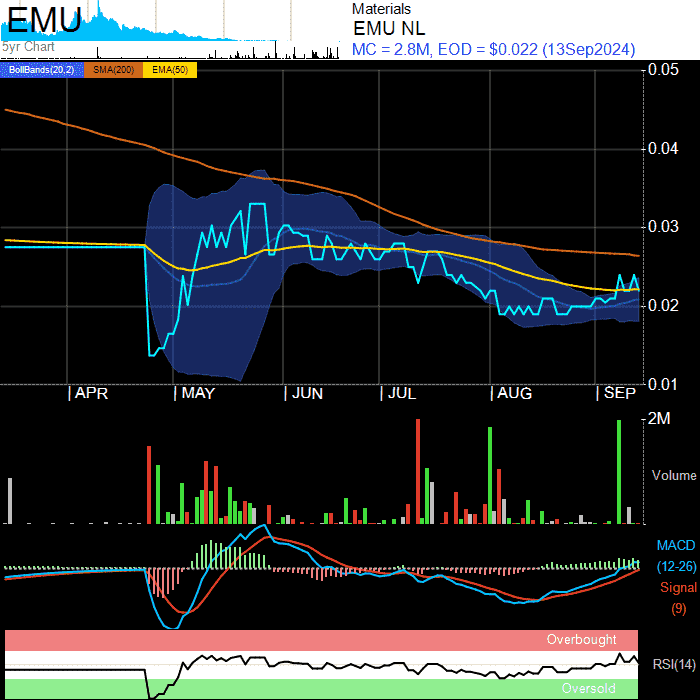 EMU
5yr Chart
Materials
EMU NL
MC = 2.8M, EOD = $0.022 (13Sep2024)
BollBands(20,2) SMA(200) EMA(50)
0.05
0.04
0.03
0.02
0.01
APR MAY JUN JUL AUG SEP
2M
Volume
MACD
(12-26)
Signal
(9)
Overbought
RSI(14)
Oversold